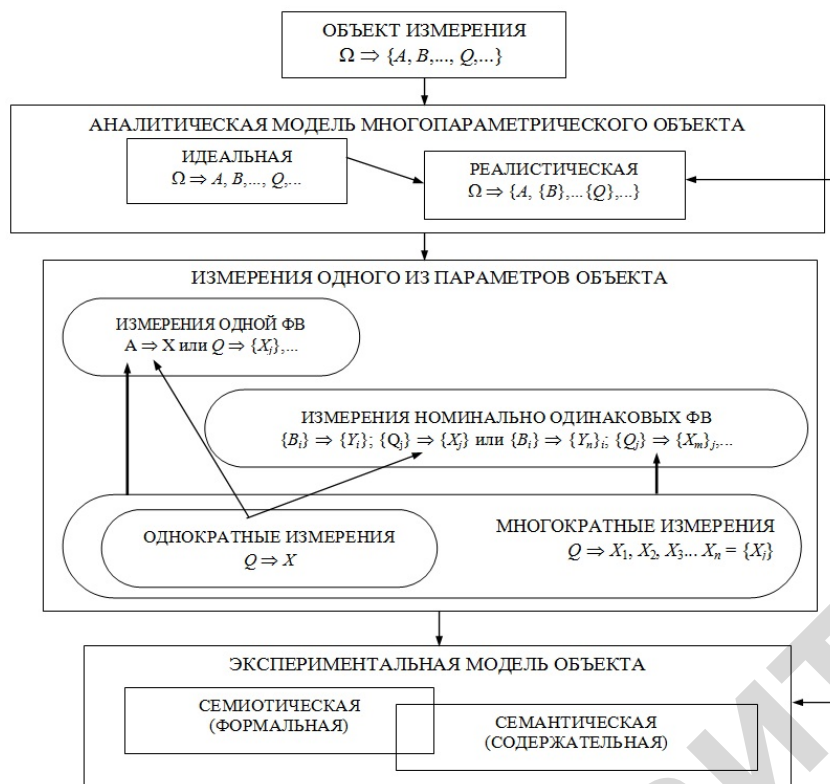 ОБЪЕКТ ИЗМЕРЕНИЯ
Ω ⇒ {A, B,..., Q,...}
АНАЛИТИЧЕСКАЯ МОДЕЛЬ МНОГОПАРАМЕТРИЧЕСКОГО ОБЪЕКТА
ИДЕАЛЬНАЯ
Ω ⇒ A, B,..., Q,...
РЕАЛИСТИЧЕСКАЯ
Ω ⇒ {A, {B},...{Q},...}
ИЗМЕРЕНИЯ ОДНОГО ИЗ ПАРАМЕТРОВ ОБЪЕКТА
ИЗМЕРЕНИЯ ОДНОЙ ФВ
A ⇒ X или Q ⇒ {Xⱼ},...
ИЗМЕРЕНИЯ НОМИНАЛЬНО ОДИНАКОВЫХ ФВ
{Bᵢ} ⇒ {Yᵢ}; {Qⱼ} ⇒ {Xⱼ} или {Bᵢ} ⇒ {Yₙ}ᵢ; {Qⱼ} ⇒ {Xₘ}ⱼ,...
ОДНОКРАТНЫЕ ИЗМЕРЕНИЯ
Q ⇒ X
МНОГОКРАТНЫЕ ИЗМЕРЕНИЯ
Q ⇒ X₁, X₂, X₃... Xₙ = {Xᵢ}
ЭКСПЕРИМЕНТАЛЬНАЯ МОДЕЛЬ ОБЪЕКТА
СЕМИОТИЧЕСКАЯ
(ФОРМАЛЬНАЯ)
СЕМАНТИЧЕСКАЯ
(СОДЕРЖАТЕЛЬНАЯ)